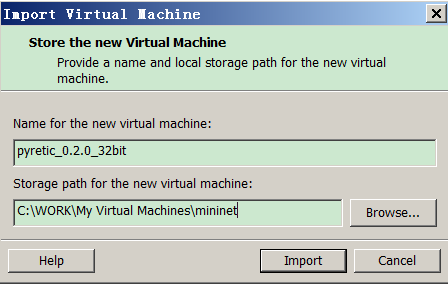 Import Virtual Machine
Store the new Virtual Machine
Provide a name and local storage path for the new virtual
machine.
Name for the new virtual machine:
pyretic_0.2.0_32bit
Storage path for the new virtual machine:
C:\WORK\My Virtual Machines\mininet
Browse...
Help
Import
Cancel